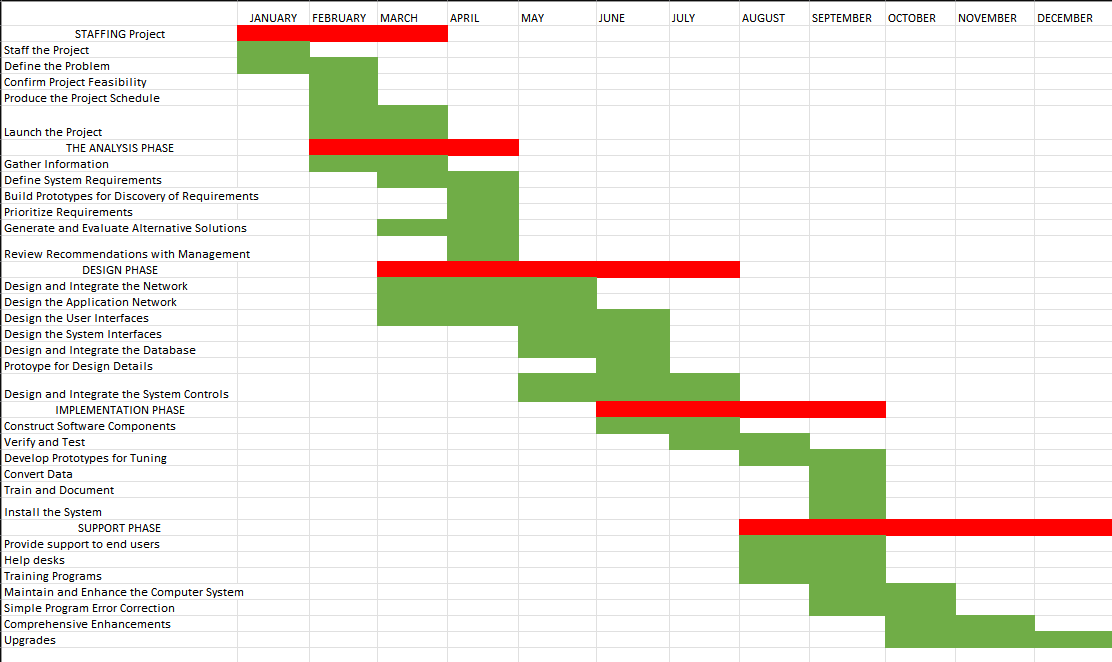 JANUARY FEBRUARY MARCH APRIL MAY JUNE JULY AUGUST SEPTEMBER OCTOBER NOVEMBER DECEMBER
STAFFING Project
Staff the Project
Define the Problem
Confirm Project Feasibility
Produce the Project Schedule
Launch the Project
THE ANALYSIS PHASE
Gather Information
Define System Requirements
Build Prototypes for Discovery of Requirements
Prioritize Requirements
Generate and Evaluate Alternative Solutions
Review Recommendations with Management
DESIGN PHASE
Design and Integrate the Network
Design the Application Network
Design the User Interfaces
Design the System Interfaces
Design and Integrate the Database
Protoype for Design Details
Design and Integrate the System Controls
IMPLEMENTATION PHASE
Construct Software Components
Verify and Test
Develop Prototypes for Tuning
Convert Data
Train and Document
Install the System
SUPPORT PHASE
Provide support to end users
Help desks
Training Programs
Maintain and Enhance the Computer System
Simple Program Error Correction
Comprehensive Enhancements
Upgrades